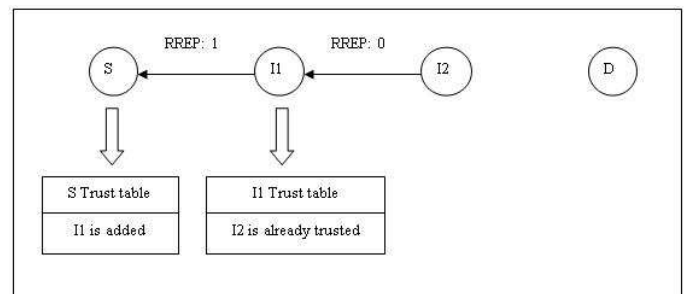 RREP: 1
RREP: 0
S
I1
I2
D
S Trust table
I1 Trust table
I1 is added
I2 is already trusted